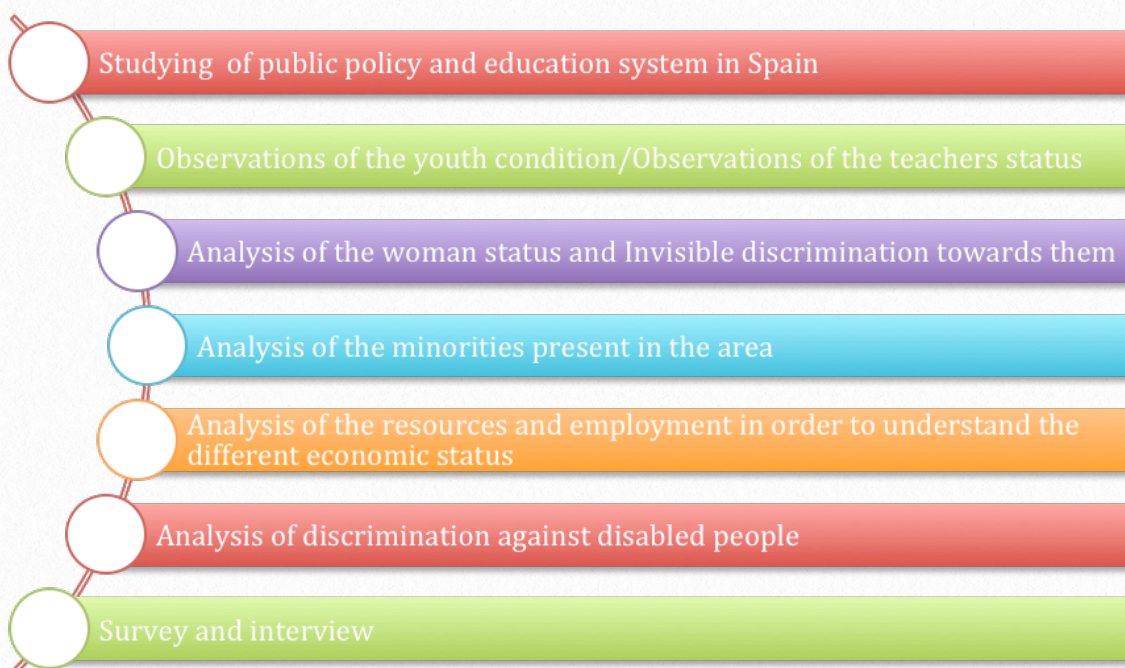 Studying  of public policy and education system in Spain
Observations of the youth condition/Observations of the teachers status
Analysis of the woman status and Invisible discrimination towards them
Analysis of the minorities present in the area
Analysis of the resources and employment in order to understand the
different economic status
Analysis of discrimination against disabled people
Survey and interview